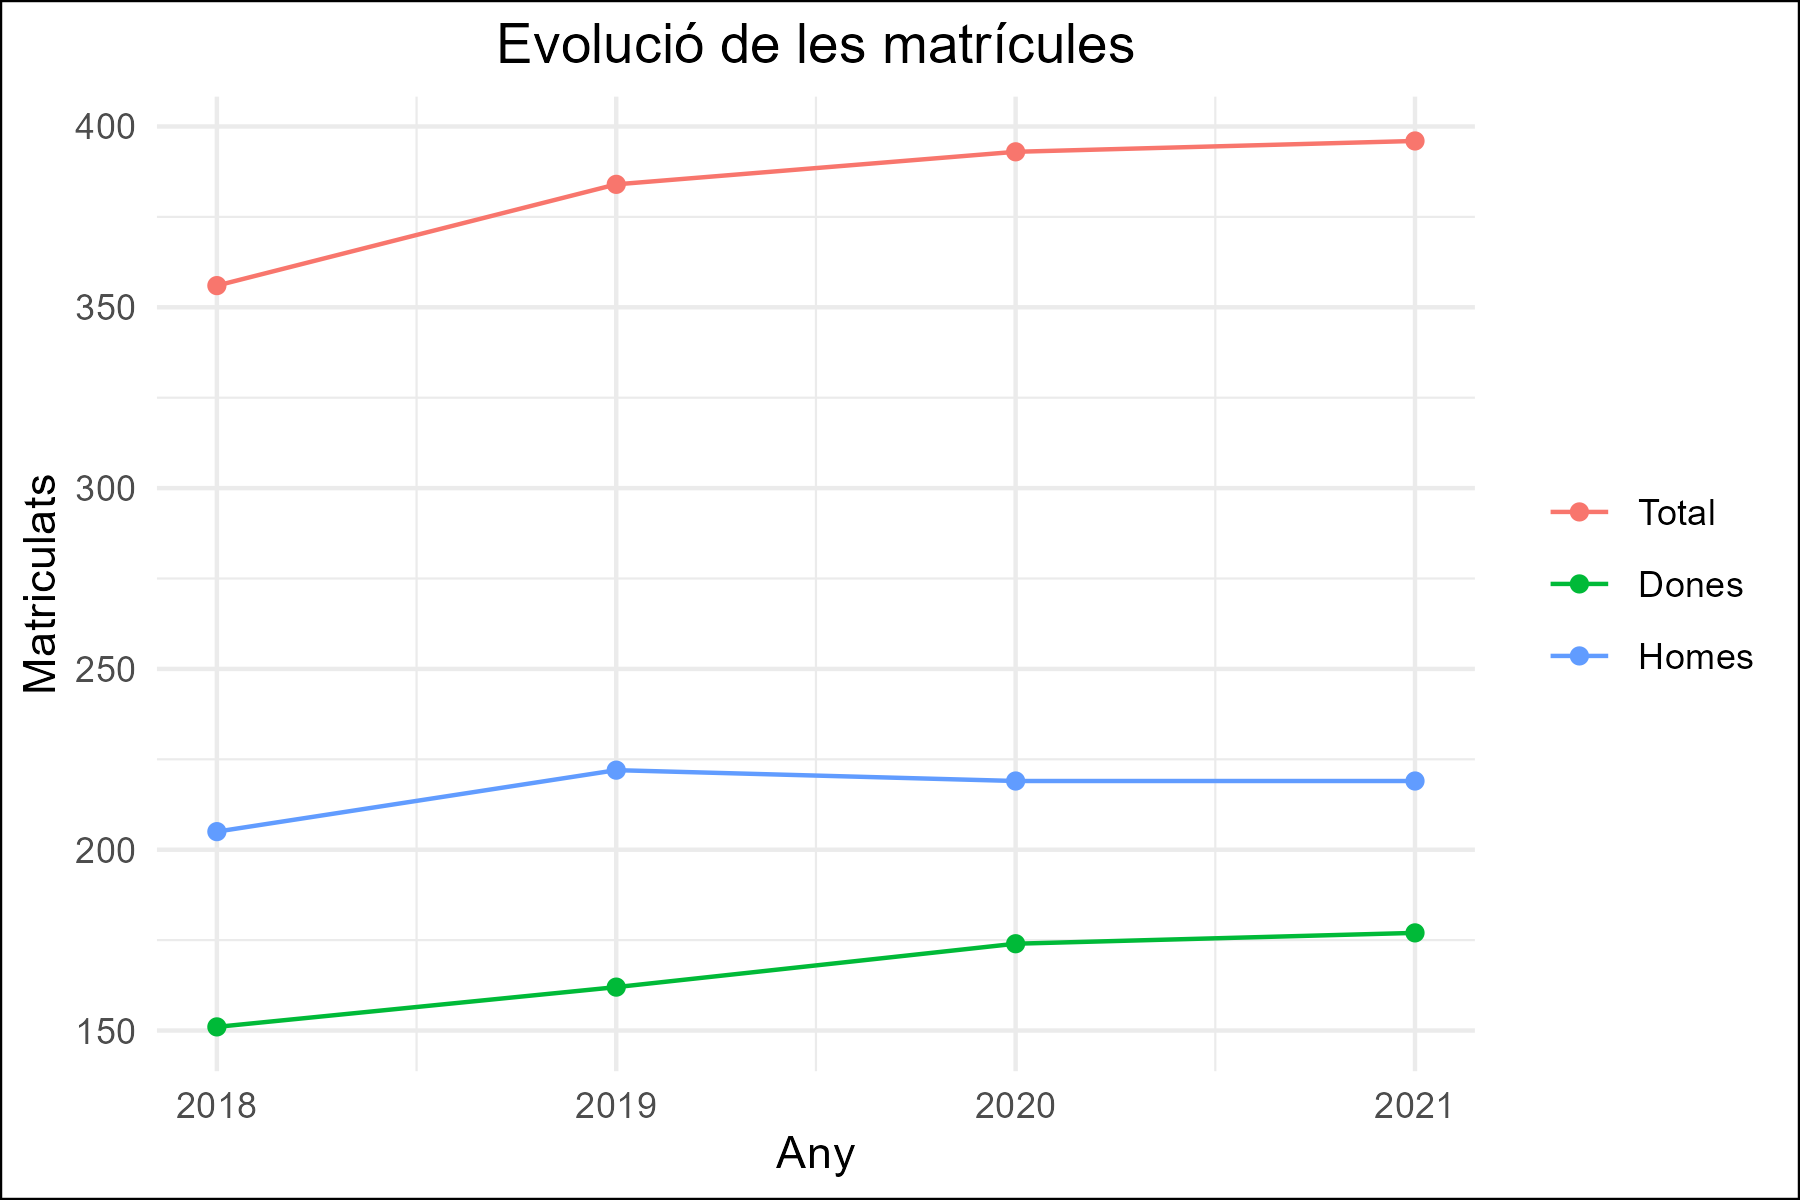 Evolució de les matrícules
400
350
300
250
200
150
Matriculats
2018
2019
2020
2021
Any
Total
Dones
Homes